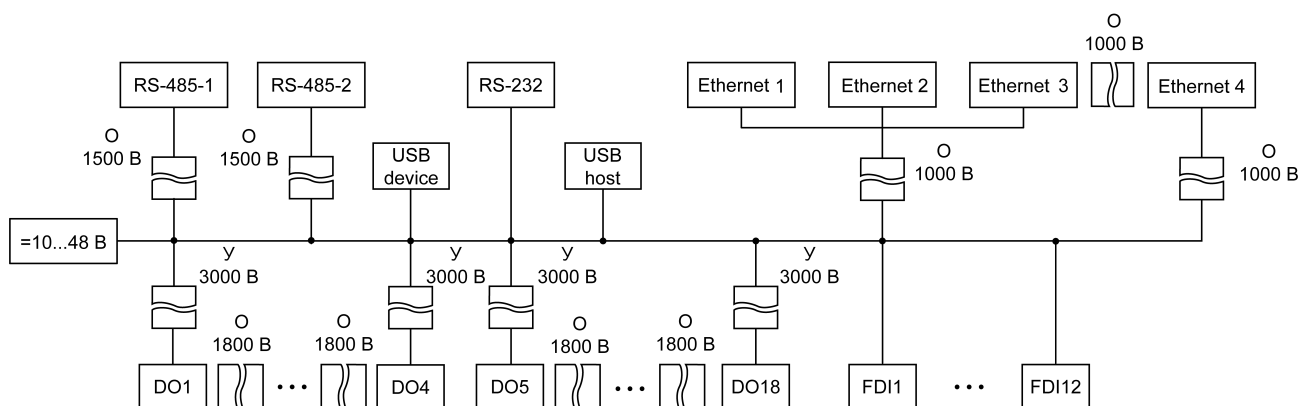 О
1000 В
RS-485-1
RS-485-2
RS-232
Ethernet 1
Ethernet 2
Ethernet 3
Ethernet 4
О
1500 В
О
1500 В
USB
device
USB
host
О
1000 В
О
1000 В
=10...48 В
У
3000 В
У
3000 В
У
3000 В
У
3000 В
О
1800 В
О
1800 В
О
1800 В
О
1800 В
DO1
...
DO4
DO5
...
DO18
FDI1
...
FDI12